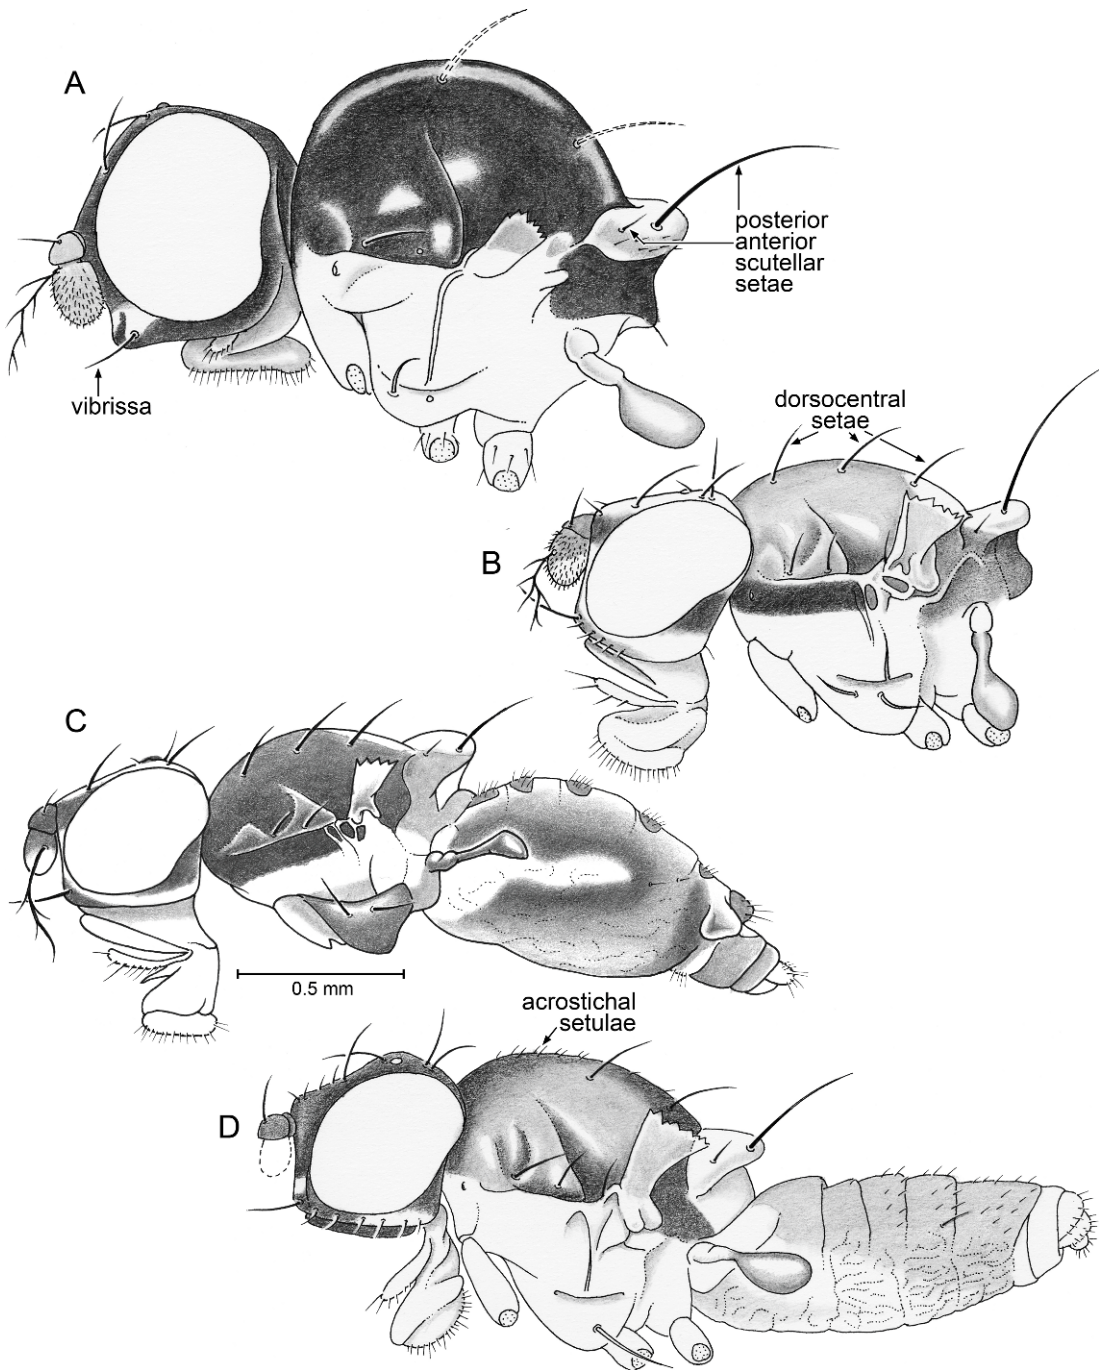 A
posterior
anterior
scutellar
setae
vibrissa
dorsocentral
setae
B
C
0.5 mm
acrostichal
setulae
D